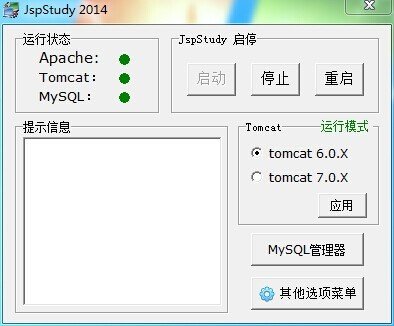 JspStudy 2014
运行状态
Apache:
Tomcat:
MySQL:
JspStudy 启停
启动 停止 重启
提示信息
Tomcat 运行模式
tomcat 6.0.X
tomcat 7.0.X
应用
MySQL管理器
其他选项菜单